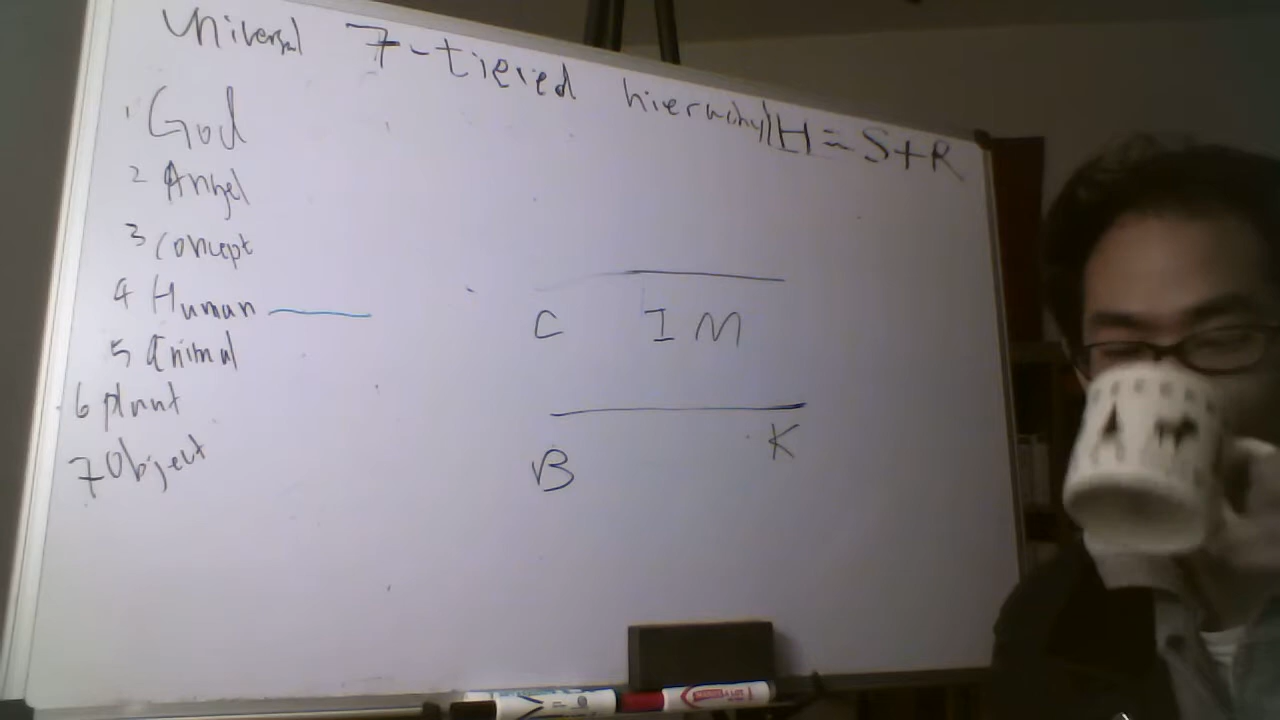 Universal 7-tiered hierarchy H = S+R
1 God
2 Angel
3 concept
4 Human
5 Animal
6 plant
7 Object
C I M
B K